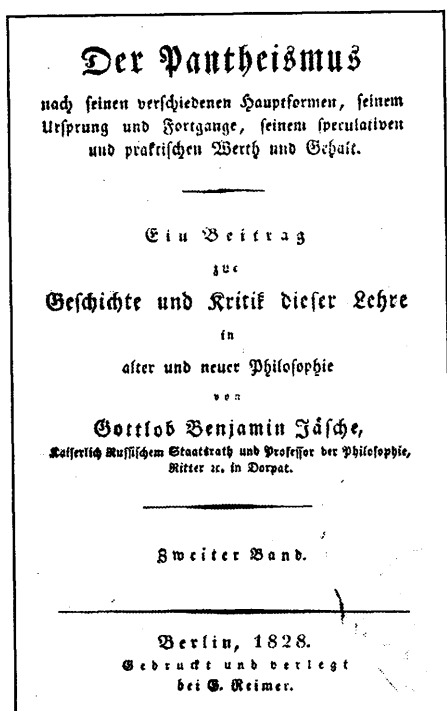 Der Pantheismus
nach seinen verschiedenen Hauptformen, seinem
Ursprung und Fortgange, seinem speculativen
und praktischen Werth und Gehalt.
Ein Beitrag
zur
Geschichte und Kritik dieser Lehre
in
alter und neuer Philosophie
von
Gottlob Benjamin Jäsche,
Kaiserlich Russischem Staatsrath und Professor der Philosophie,
Ritter ꝛc. in Dorpat.
Zweiter Band.
Berlin, 1828.
Gedruckt und verlegt
bei G. Reimer.